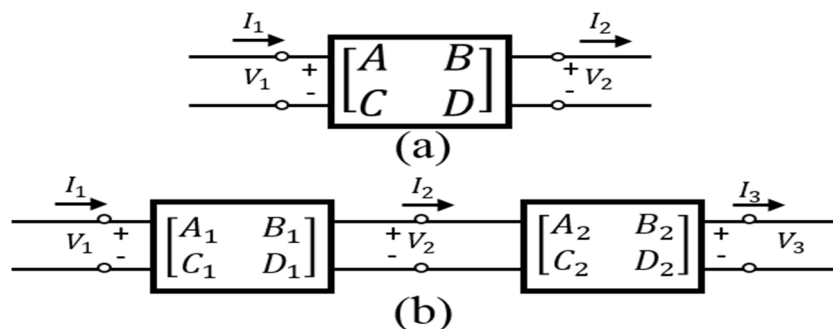 I₁ I₂
V₁ + - [A B C D] + - V₂
(a)
I₁ I₂ I₃
V₁ + - [A₁ B₁ C₁ D₁] + - V₂ [A₂ B₂ C₂ D₂] + - V₃
(b)